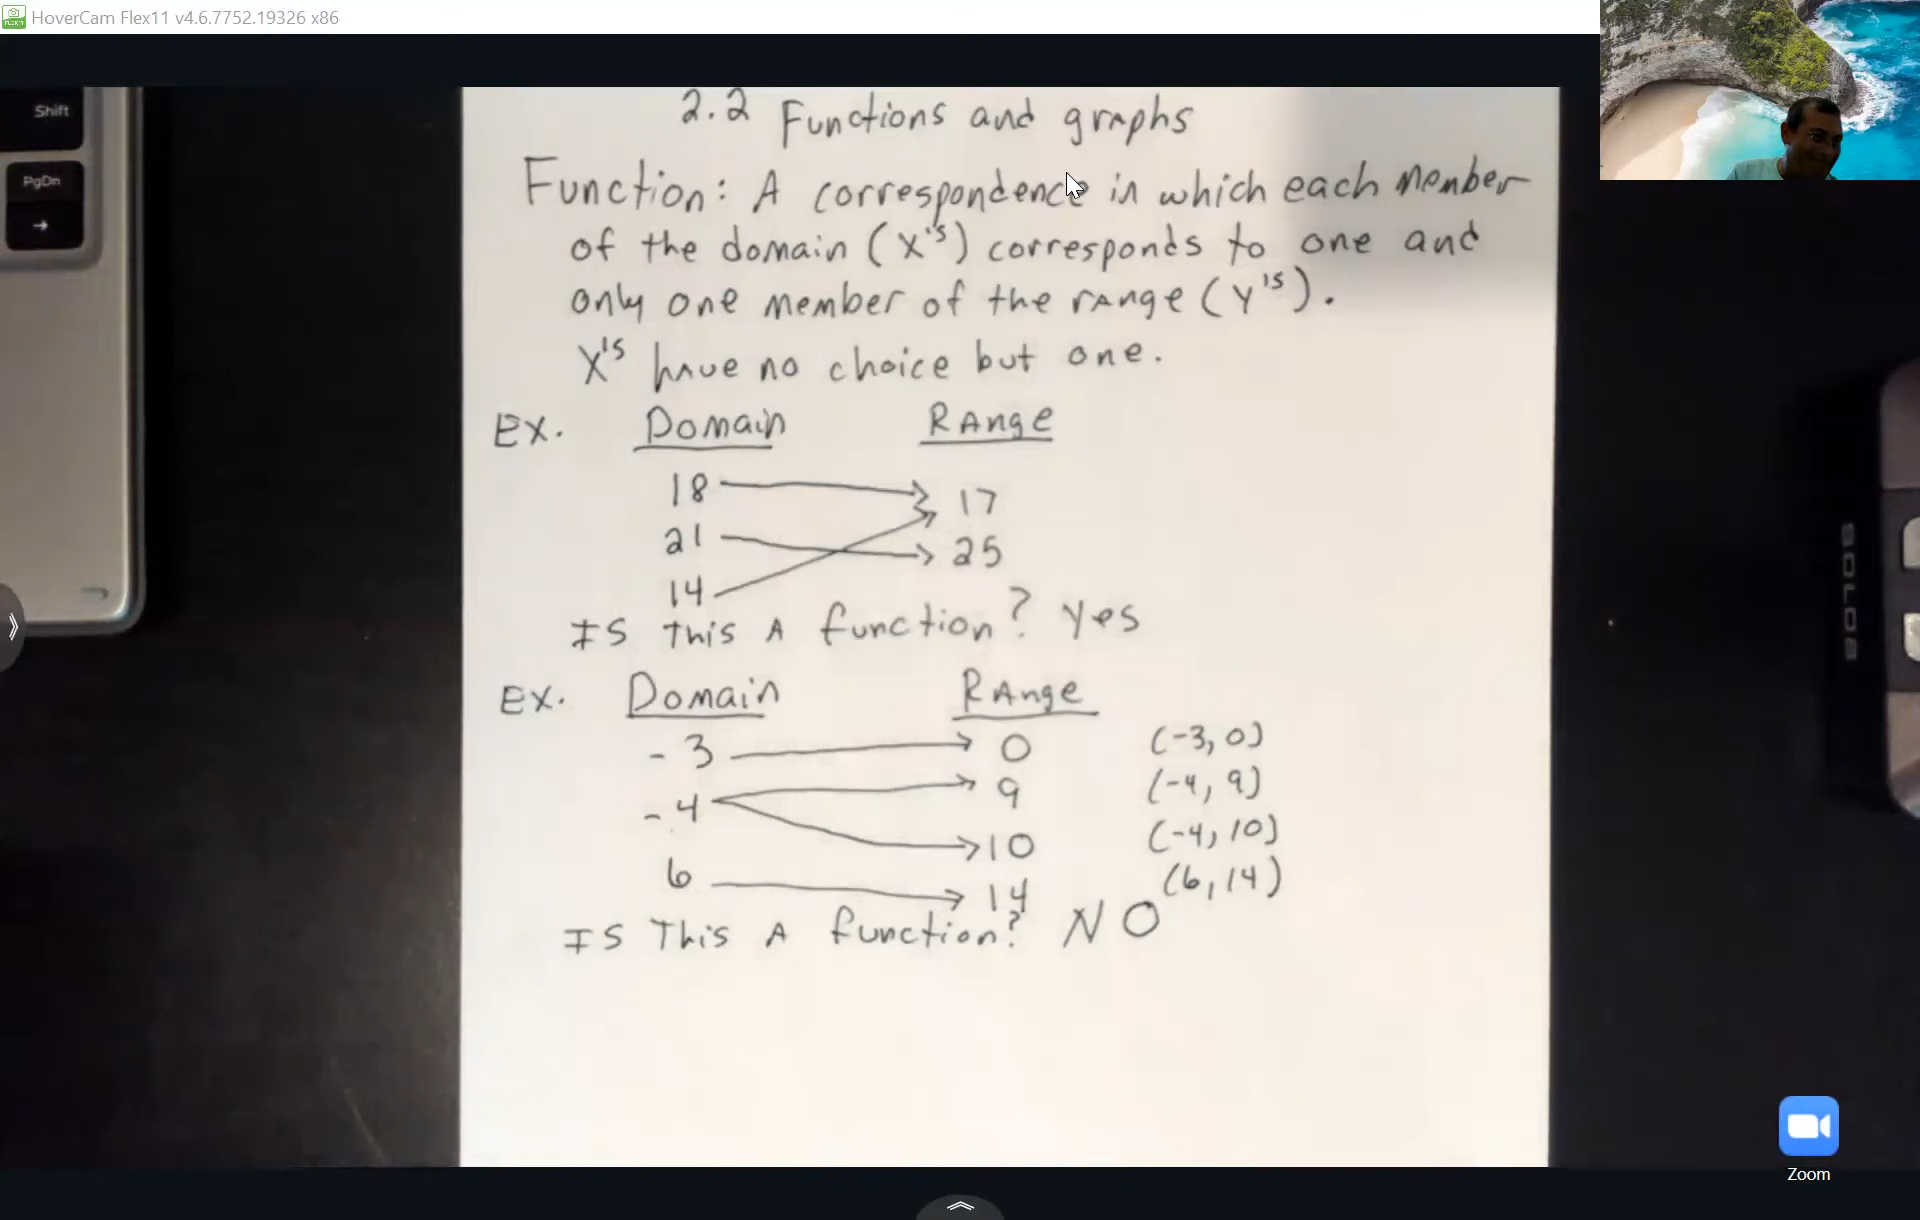 HoverCam Flex11 v4.6.7752.19326 x86
Shift
PgDn
2.2 Functions and graphs
Function: A correspondence in which each member
of the domain (x's) corresponds to one and
only one member of the range (y's).
X's have no choice but one.
Ex. Domain Range
18 17
21 25
14
Is This A function? Yes
Ex. Domain Range
-3 0 (-3, 0)
-4 9 (-4, 9)
10 (-4, 10)
6 14 (6, 14)
Is This A function? NO
Zoom